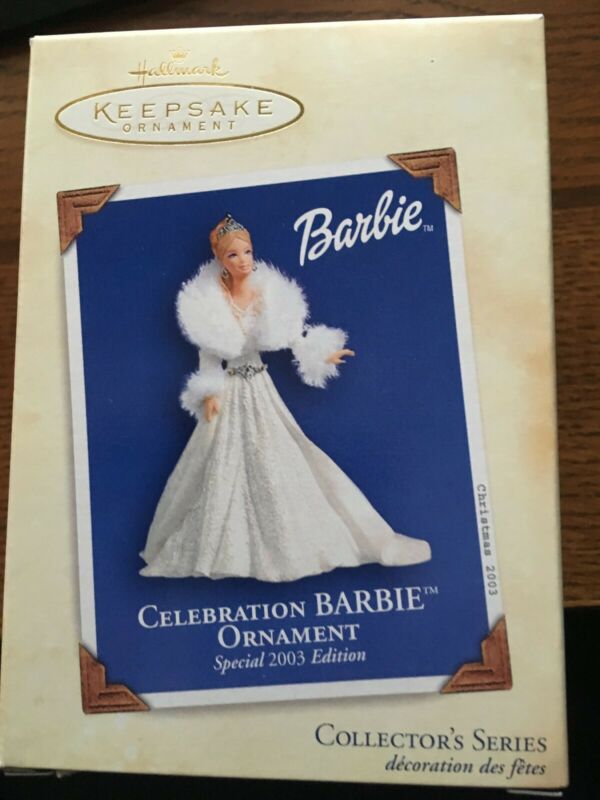 Hallmark
KEEPSAKE
ORNAMENT
Barbie™
Christmas 2003
CELEBRATION BARBIE™
ORNAMENT
Special 2003 Edition
COLLECTOR'S SERIES
décoration des fêtes